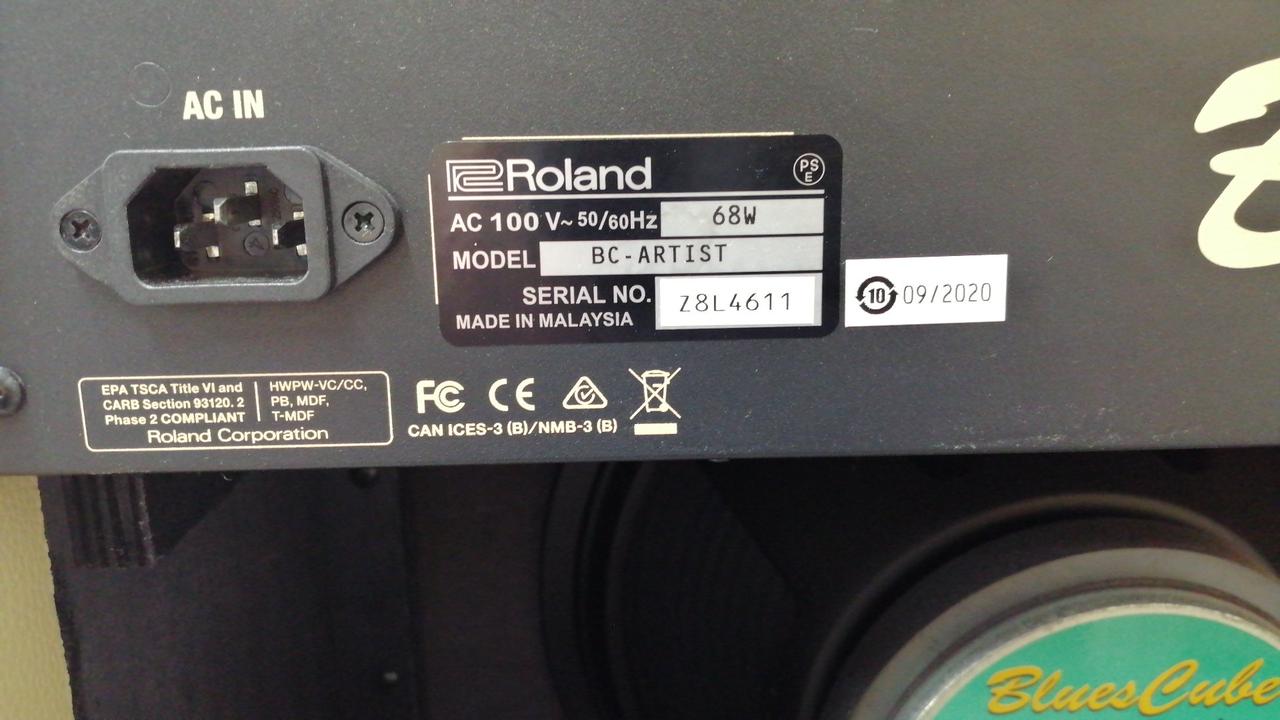 AC IN
Roland
PS
E
AC 100 V~ 50/60Hz 68W
MODEL BC-ARTIST
SERIAL NO. Z8L4611
MADE IN MALAYSIA
10 09/2020
EPA TSCA Title VI and
CARB Section 93120. 2
Phase 2 COMPLIANT
HWPW-VC/CC,
PB, MDF,
T-MDF
Roland Corporation
FC CE
CAN ICES-3 (B)/NMB-3 (B)
BluesCube